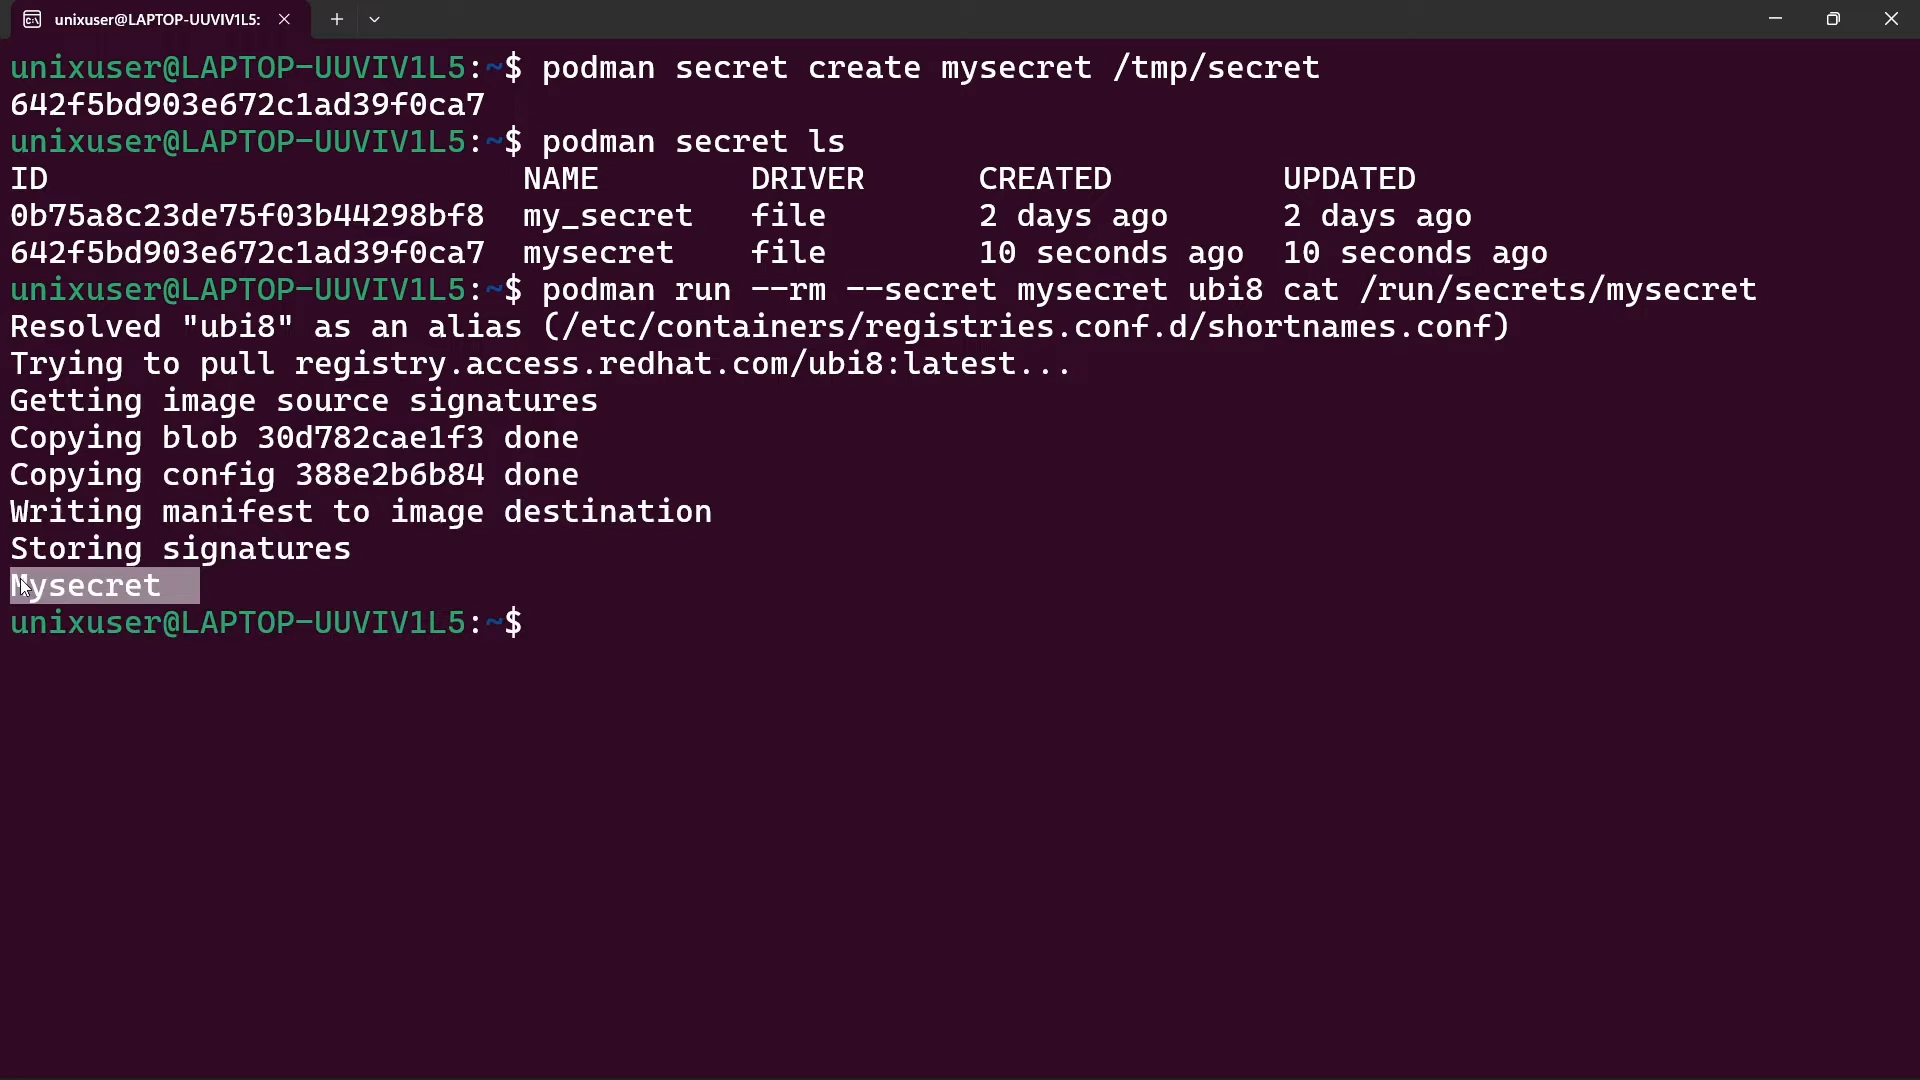 unixuser@LAPTOP-UUVIV1L5:
unixuser@LAPTOP-UUVIV1L5:~$ podman secret create mysecret /tmp/secret
642f5bd903e672c1ad39f0ca7
unixuser@LAPTOP-UUVIV1L5:~$ podman secret ls
ID                         NAME        DRIVER      CREATED         UPDATED
0b75a8c23de75f03b44298bf8  my_secret   file        2 days ago      2 days ago
642f5bd903e672c1ad39f0ca7  mysecret    file        10 seconds ago  10 seconds ago
unixuser@LAPTOP-UUVIV1L5:~$ podman run --rm --secret mysecret ubi8 cat /run/secrets/mysecret
Resolved "ubi8" as an alias (/etc/containers/registries.conf.d/shortnames.conf)
Trying to pull registry.access.redhat.com/ubi8:latest...
Getting image source signatures
Copying blob 30d782cae1f3 done
Copying config 388e2b6b84 done
Writing manifest to image destination
Storing signatures
Mysecret
unixuser@LAPTOP-UUVIV1L5:~$